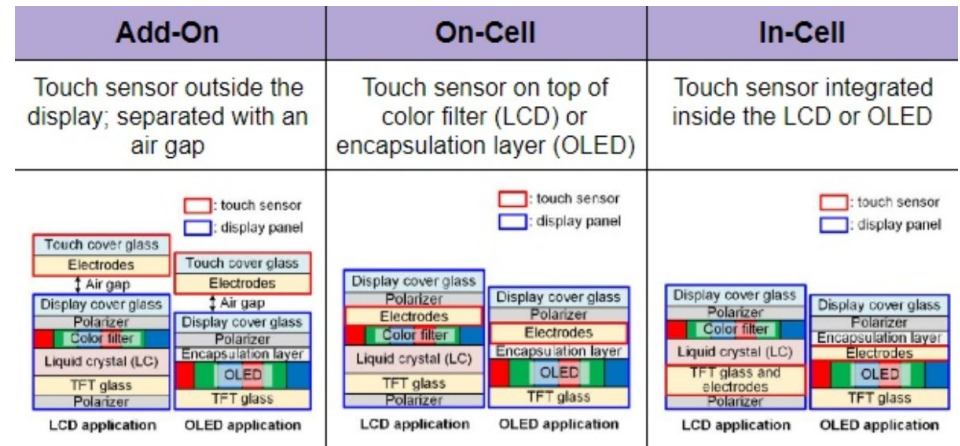 Add-On
On-Cell
In-Cell
Touch sensor outside the
display; separated with an
air gap
Touch sensor on top of
color filter (LCD) or
encapsulation layer (OLED)
Touch sensor integrated
inside the LCD or OLED
: touch sensor
: display panel
Touch cover glass
Electrodes
Air gap
Display cover glass
Polarizer
Color filter
Liquid crystal (LC)
TFT glass
Polarizer
LCD application
Touch cover glass
Electrodes
Air gap
Display cover glass
Polarizer
Encapsulation layer
OLED
TFT glass
OLED application
: touch sensor
: display panel
Display cover glass
Polarizer
Electrodes
Color filter
Liquid crystal (LC)
TFT glass
Polarizer
LCD application
Display cover glass
Polarizer
Electrodes
Encapsulation layer
OLED
TFT glass
OLED application
: touch sensor
: display panel
Display cover glass
Polarizer
Color filter
Liquid crystal (LC)
TFT glass and
electrodes
Polarizer
LCD application
Display cover glass
Polarizer
Encapsulation layer
Electrodes
OLED
TFT glass
OLED application